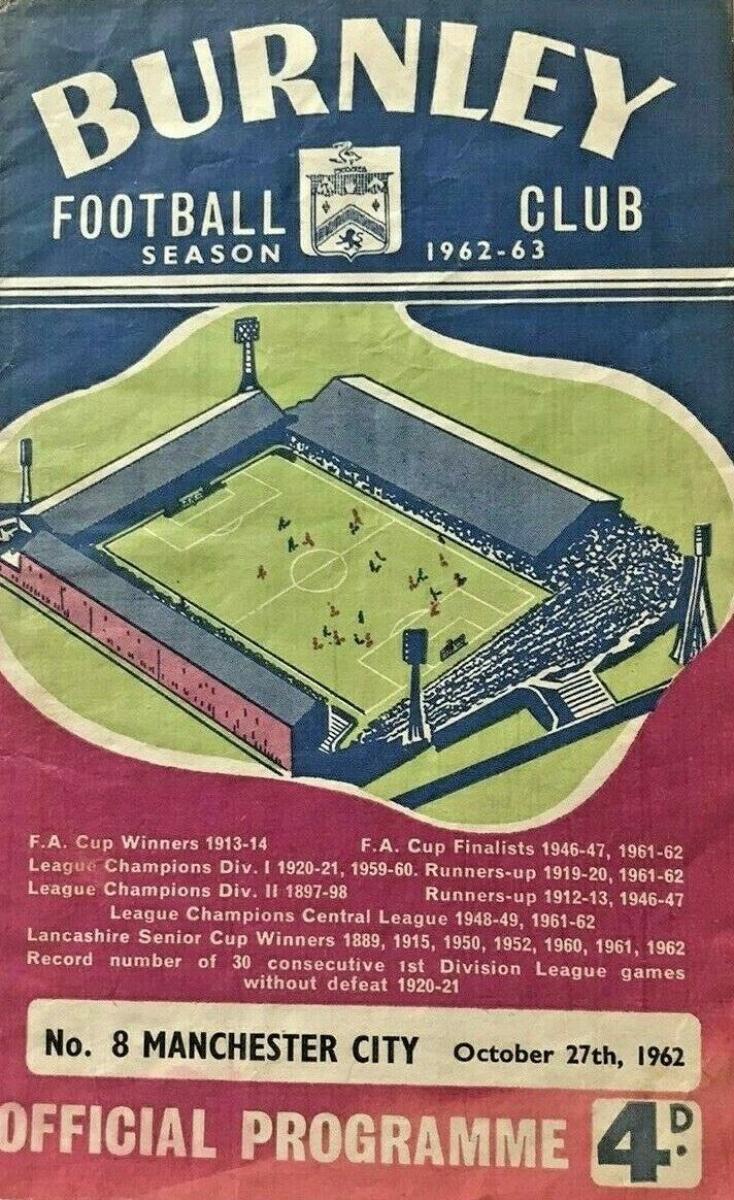 BURNLEY
FOOTBALL CLUB
SEASON 1962-63
F.A. Cup Winners 1913-14 F.A. Cup Finalists 1946-47, 1961-62
League Champions Div. I 1920-21, 1959-60. Runners-up 1919-20, 1961-62
League Champions Div. II 1897-98 Runners-up 1912-13, 1946-47
League Champions Central League 1948-49, 1961-62
Lancashire Senior Cup Winners 1889, 1915, 1950, 1952, 1960, 1961, 1962
Record number of 30 consecutive 1st Division League games
without defeat 1920-21
No. 8 MANCHESTER CITY October 27th, 1962
OFFICIAL PROGRAMME 4D.